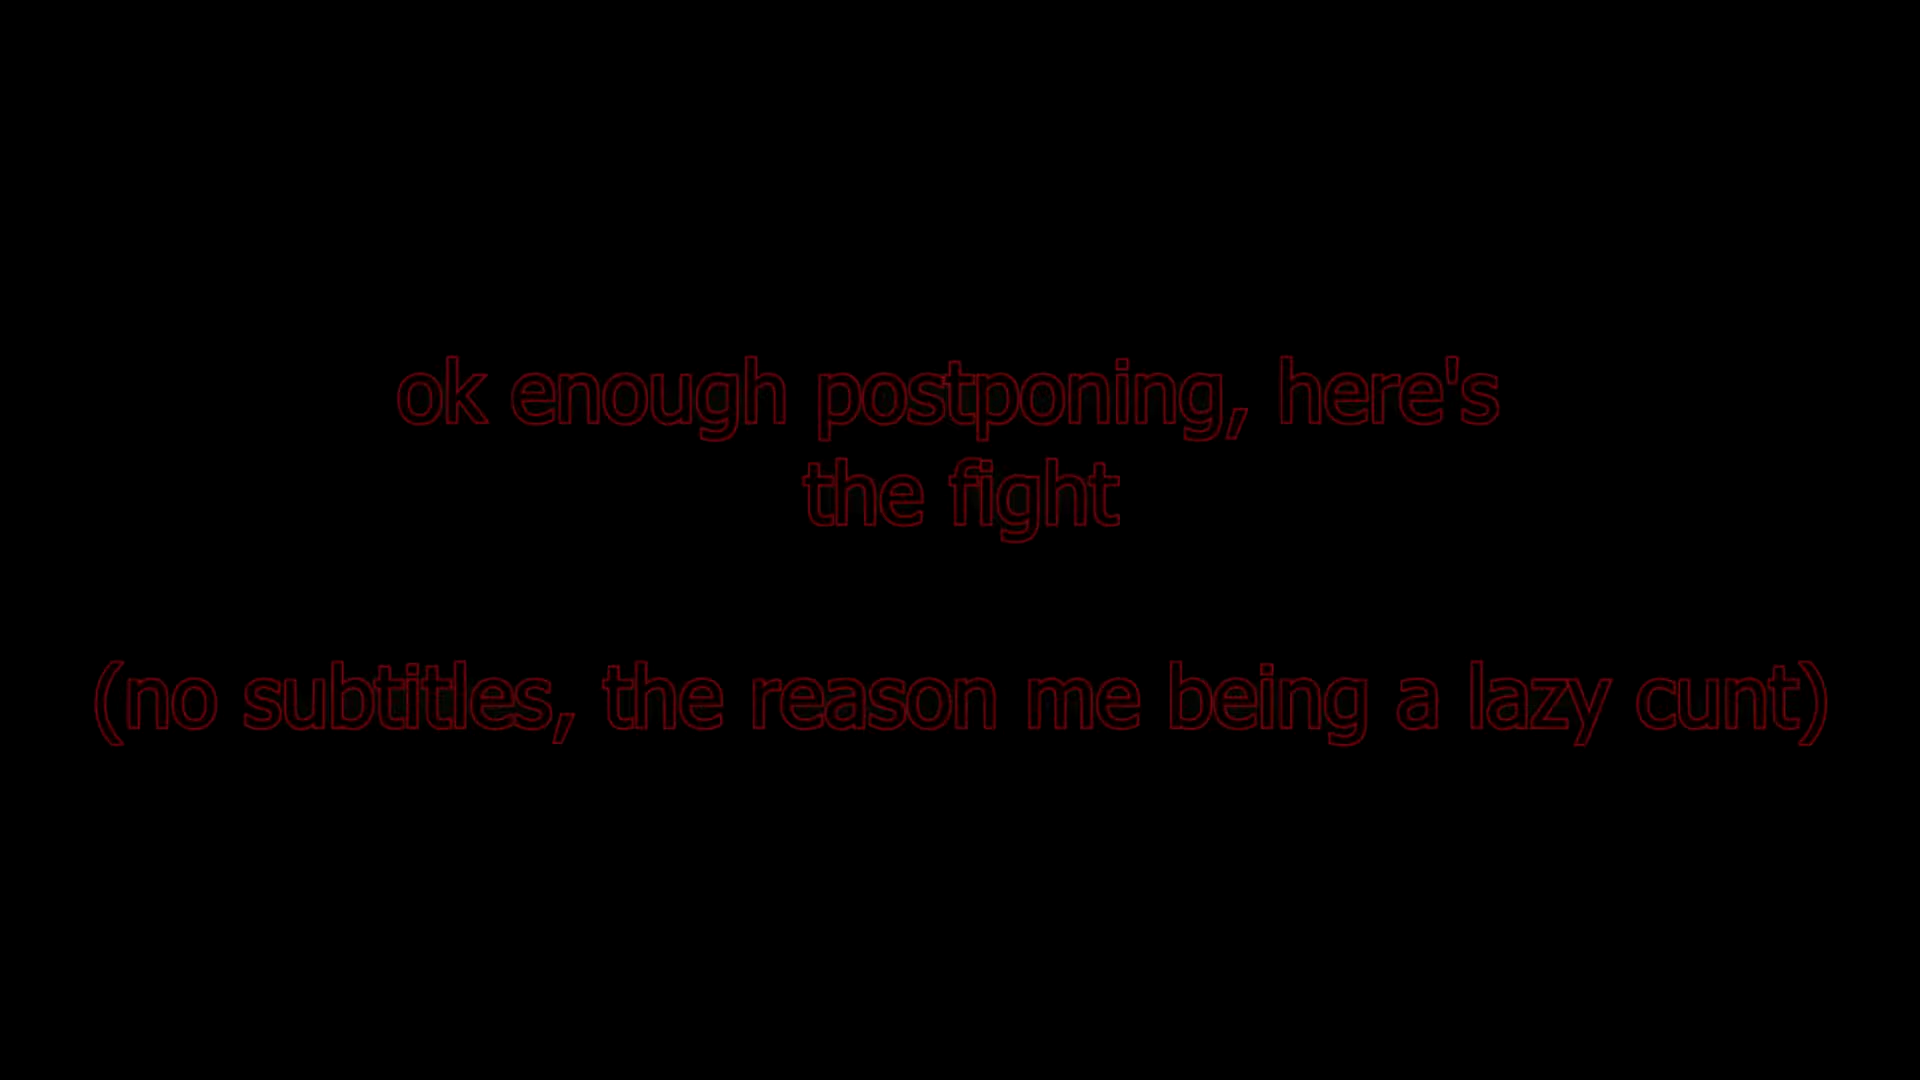 ok enough postponing, here's
the fight
(no subtitles, the reason me being a lazy cunt)